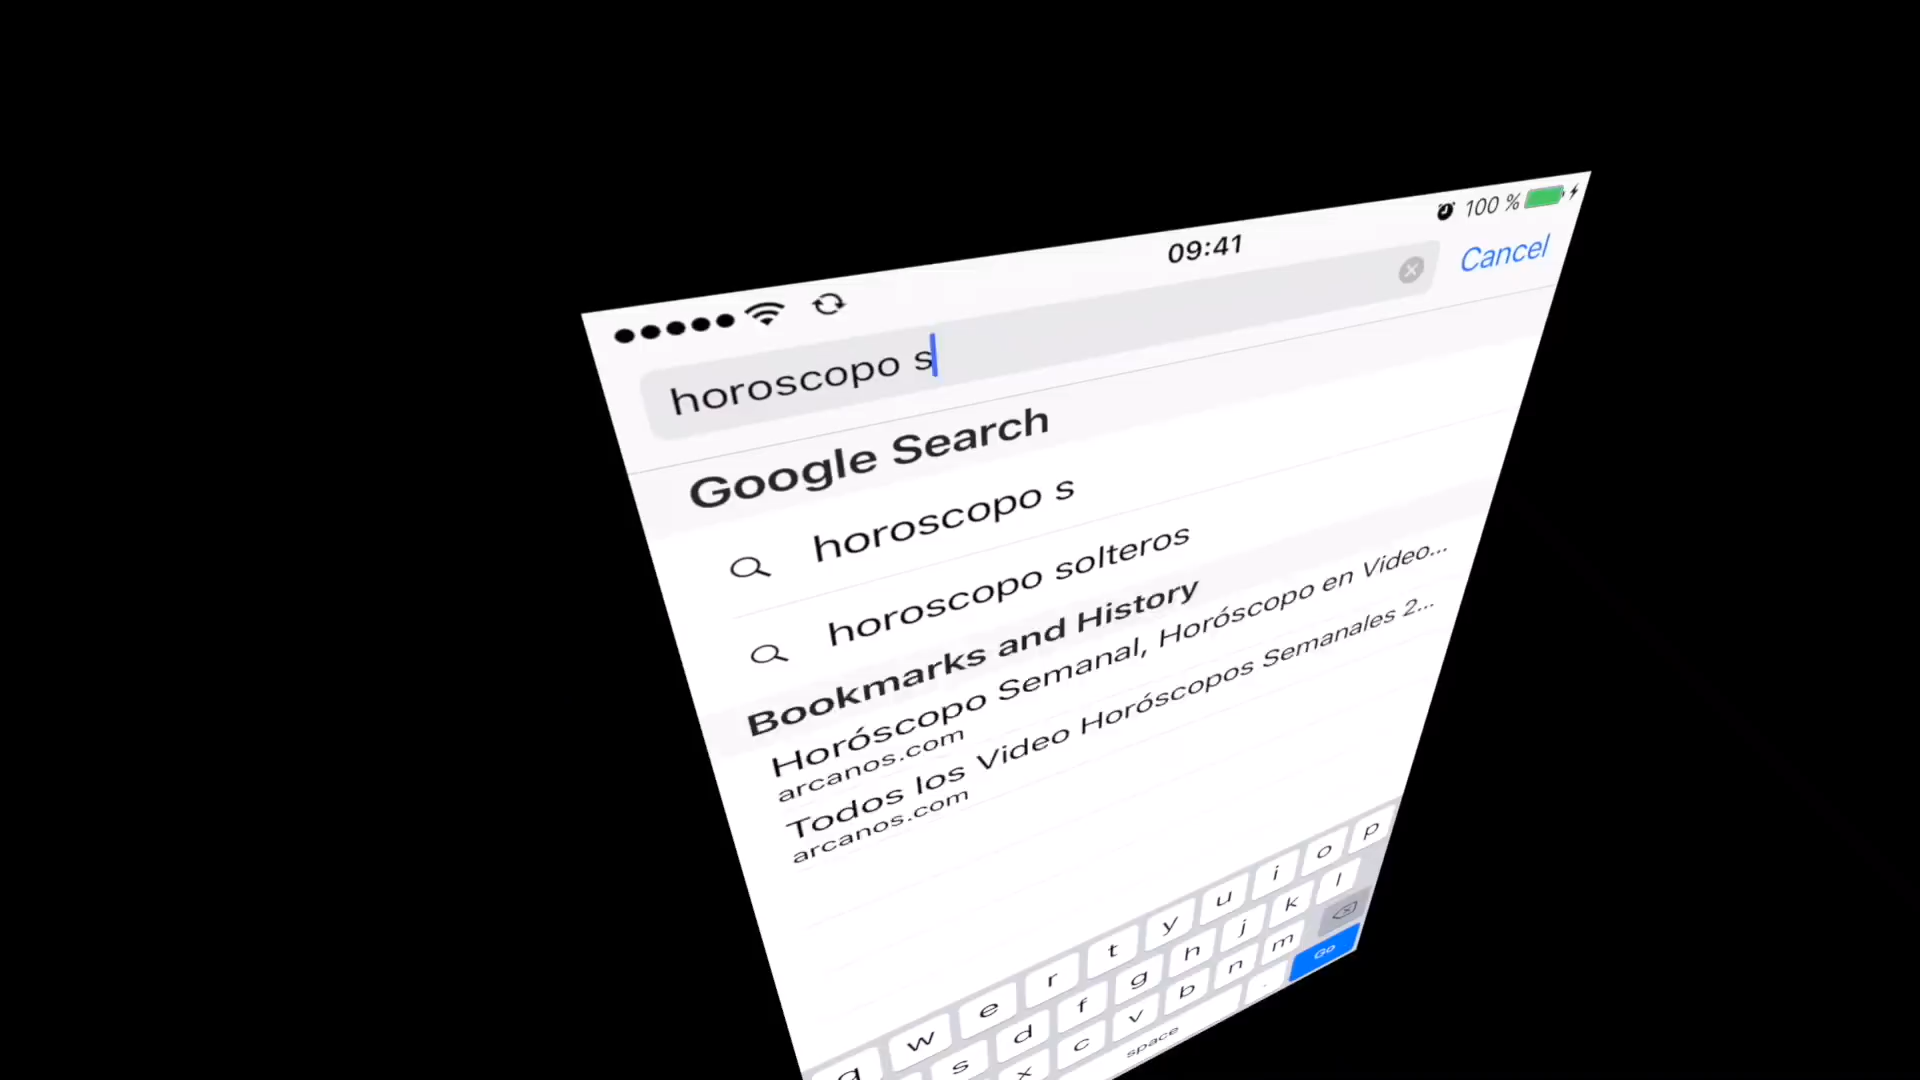 09:41
100 %
horoscopo s
Cancel
Google Search
horoscopo s
horoscopo solteros
Bookmarks and History
Horóscopo Semanal, Horóscopo en Video...
arcanos.com
Todos los Video Horóscopos Semanales 2...
arcanos.com
q w e r t y u i o p
s d f g h j k l
x c v b n m
space . Go